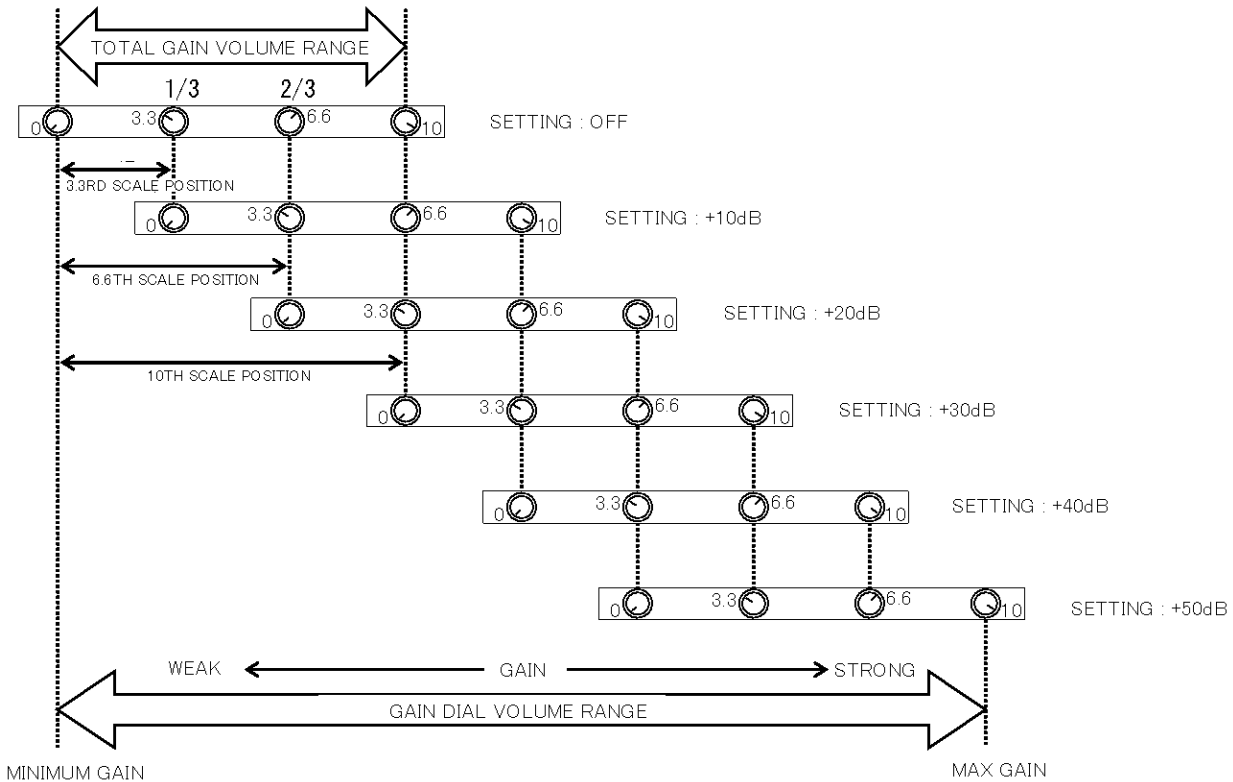 TOTAL GAIN VOLUME RANGE
1/3 2/3
0 3.3 6.6 10 SETTING : OFF
3.3RD SCALE POSITION
0 3.3 6.6 10 SETTING : +10dB
6.6TH SCALE POSITION
0 3.3 6.6 10 SETTING : +20dB
10TH SCALE POSITION
0 3.3 6.6 10 SETTING : +30dB
0 3.3 6.6 10 SETTING : +40dB
0 3.3 6.6 10 SETTING : +50dB
WEAK GAIN STRONG
GAIN DIAL VOLUME RANGE
MINIMUM GAIN MAX GAIN